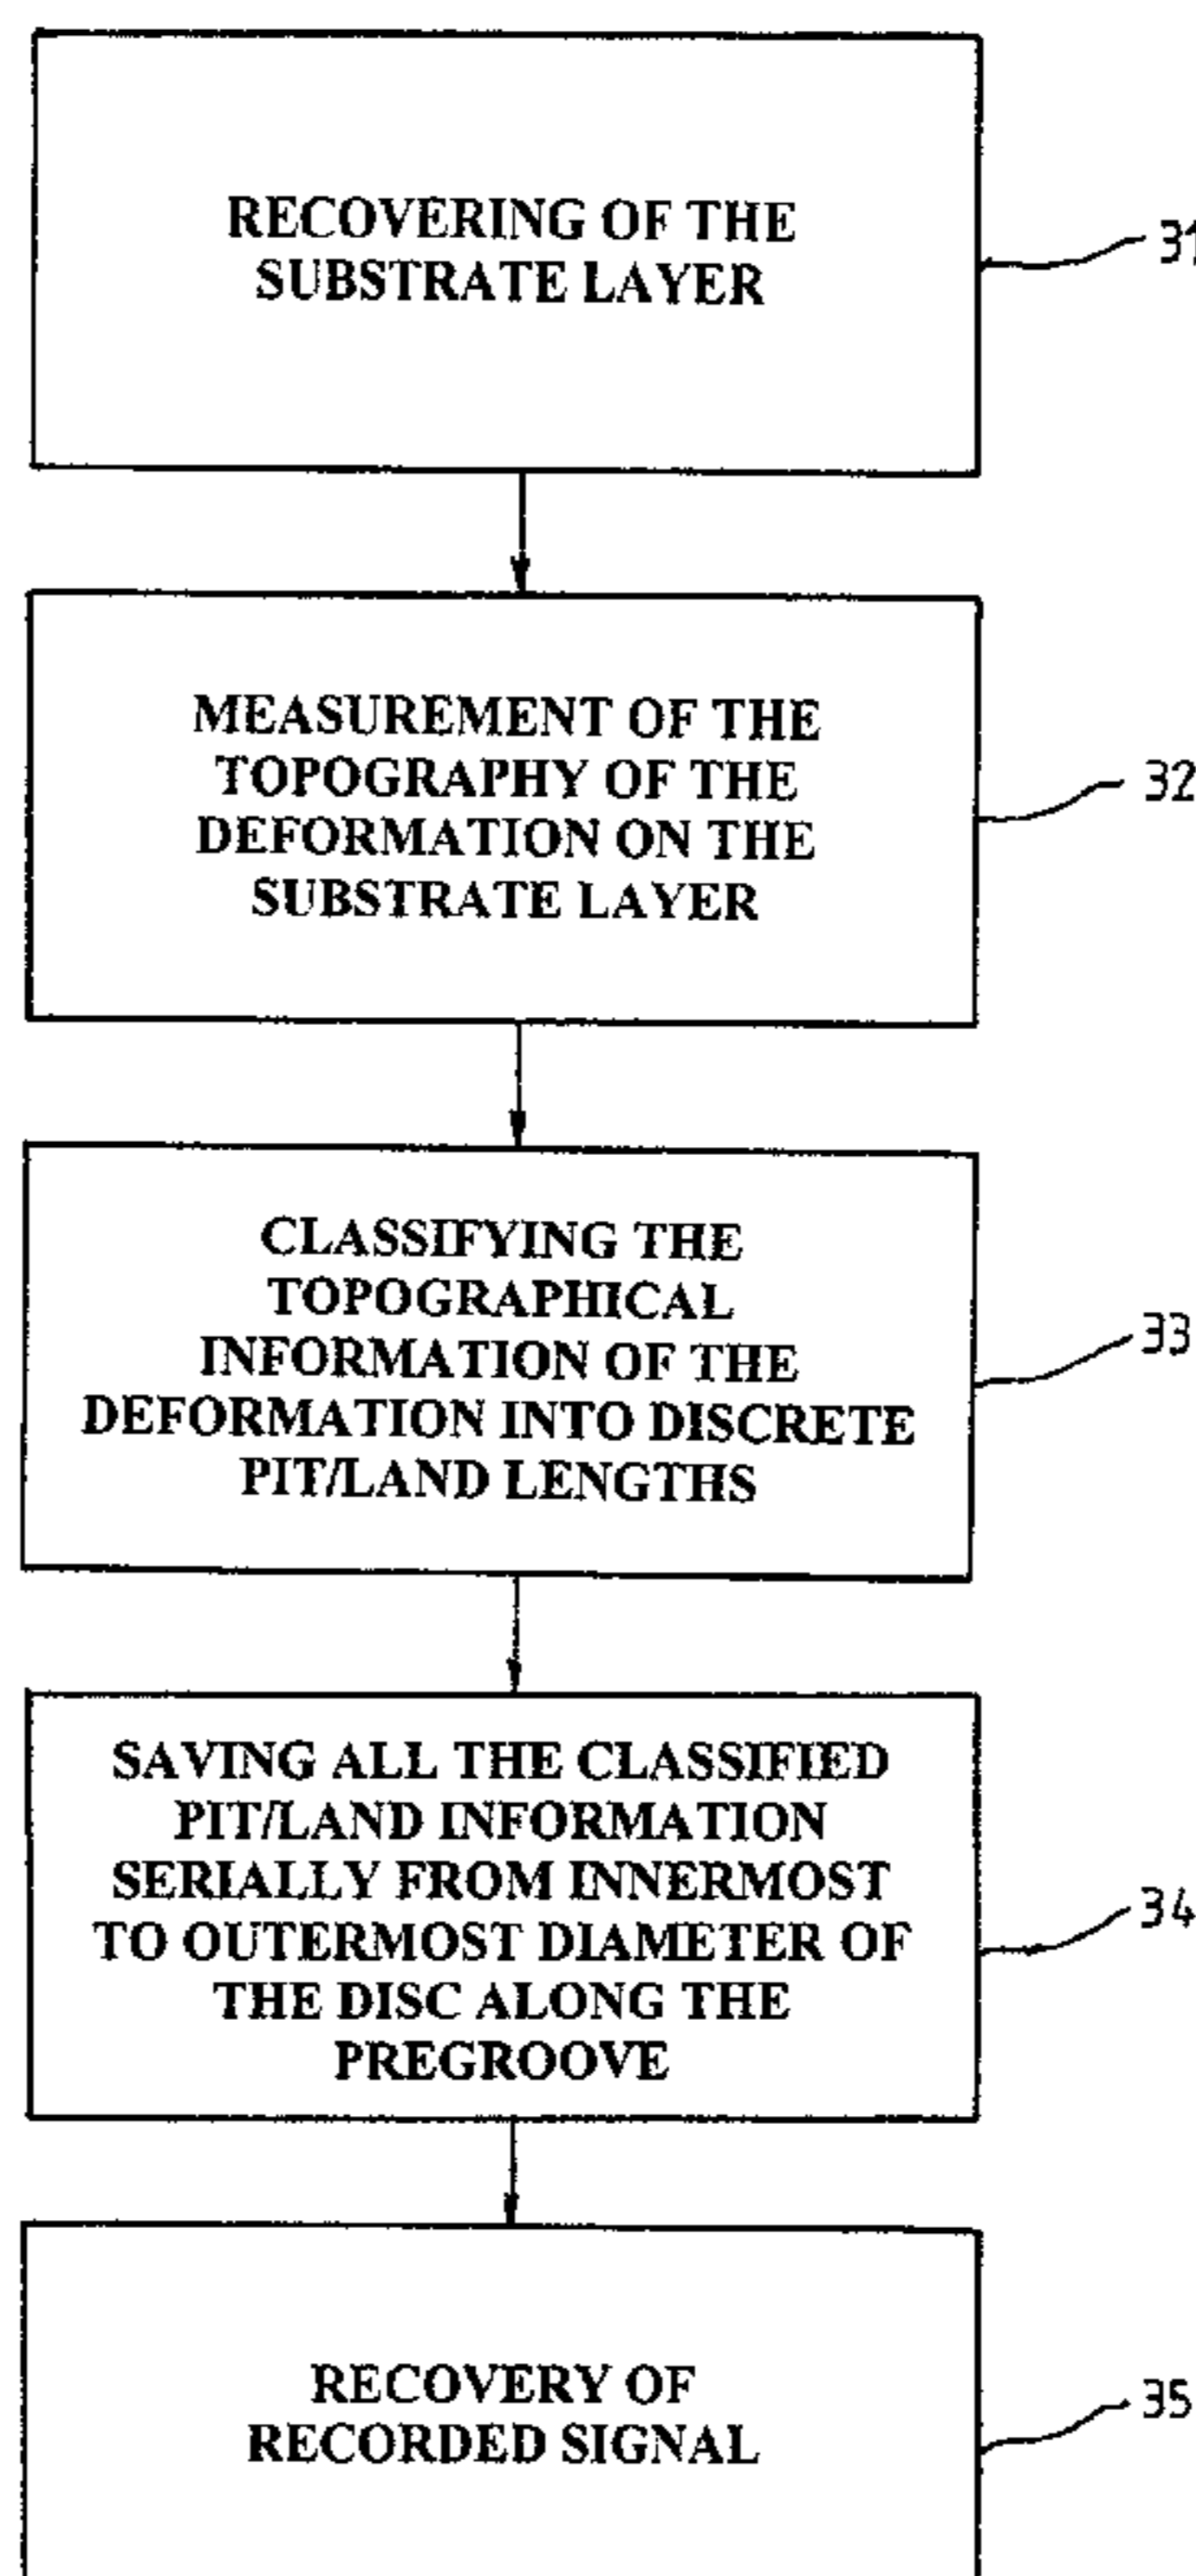 RECOVERING OF THE
SUBSTRATE LAYER
31
MEASUREMENT OF THE
TOPOGRAPHY OF THE
DEFORMATION ON THE
SUBSTRATE LAYER
32
CLASSIFYING THE
TOPOGRAPHICAL
INFORMATION OF THE
DEFORMATION INTO DISCRETE
PIT/LAND LENGTHS
33
SAVING ALL THE CLASSIFIED
PIT/LAND INFORMATION
SERIALLY FROM INNERMOST
TO OUTERMOST DIAMETER OF
THE DISC ALONG THE
PREGROOVE
34
RECOVERY OF
RECORDED SIGNAL
35